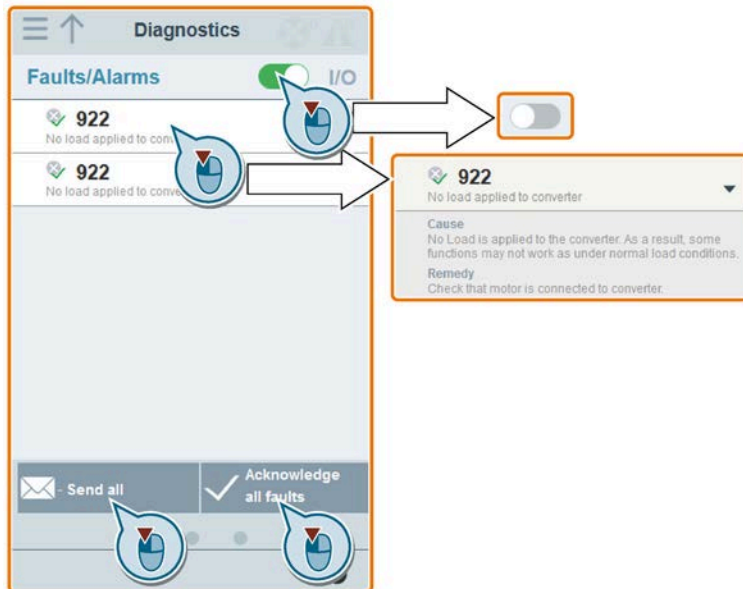 Diagnostics
Faults/Alarms I/O
922
No load applied to
922
No load applied to
Send all
Acknowledge
all faults
922
No load applied to converter
Cause
No Load is applied to the converter. As a result, some
functions may not work as under normal load conditions.
Remedy
Check that motor is connected to converter.